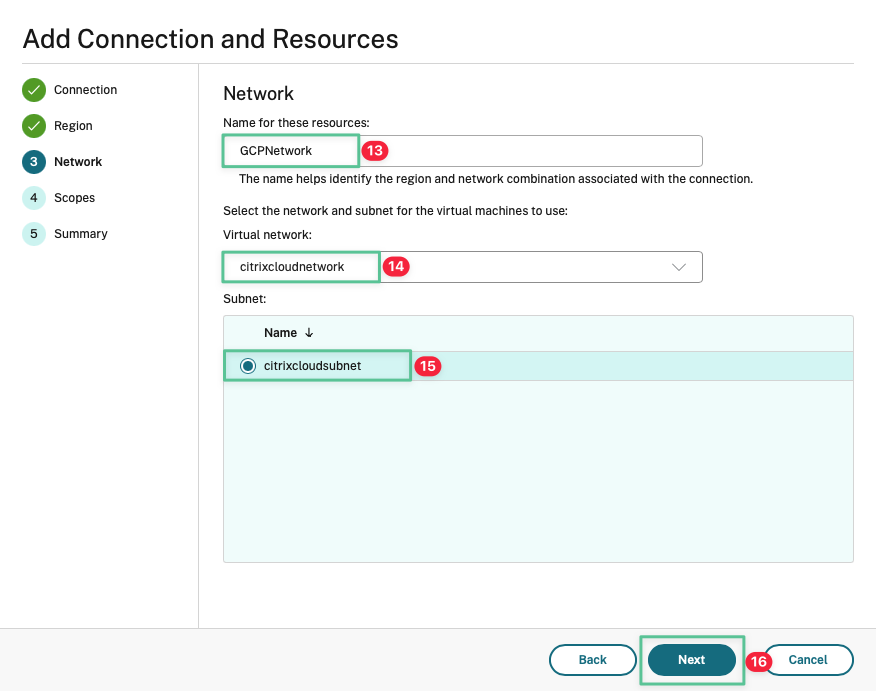 Add Connection and Resources
Connection
Region
3 Network
4 Scopes
5 Summary
Network
Name for these resources:
GCPNetwork 13
The name helps identify the region and network combination associated with the connection.
Select the network and subnet for the virtual machines to use:
Virtual network:
citrixcloudnetwork 14
Subnet:
Name ↓
citrixcloudsubnet 15
Back Next 16 Cancel